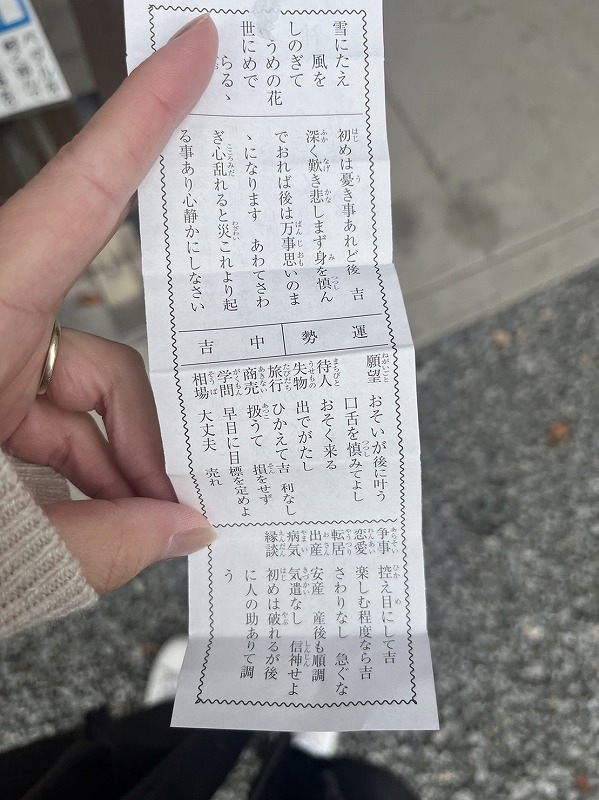 雪にたえ
風を
しのぎて
うめの花
世にめで
らるゝ
初めは憂き事あれど後 吉
深く歎き悲しまず身を慎ん
でおれば後は万事思いのま
ゝになります あわてさわ
ぎ心乱れると災これより起
る事あり心静かにしなさい
運勢 中吉
願望 おそいが後に叶う
口舌を慎みてよし
待人 おそく来る
失物 出でがたし
旅行 ひかえて吉 利なし
商売 扱うて 損をせず
学問 早日に目標を定めよ
相場 大丈夫 売れ
争事 控え目にして吉
恋愛 楽しむ程度なら吉
転居 さわりなし 急ぐな
出産 安産 産後も順調
病気 気遣なし 信神せよ
縁談 初めは破れるが後
に人の助ありて調
う